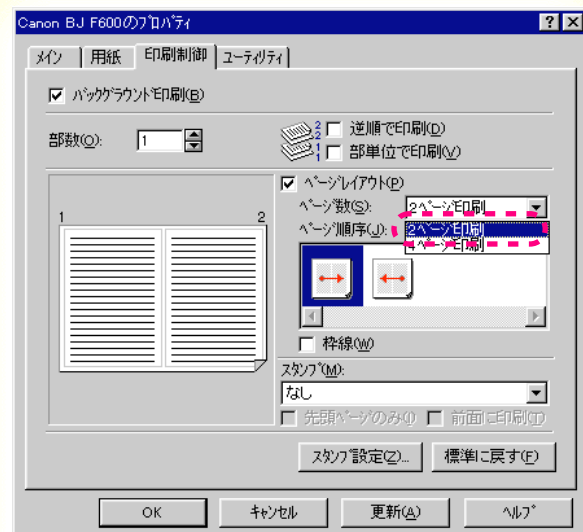 Canon BJ F600のﾌﾟﾛﾊﾟﾃｨ
ﾒｲﾝ 用紙 印刷制御 ﾕｰﾃｨﾘﾃｨ
ﾊﾞｯｸｸﾞﾗｳﾝﾄﾞ印刷(B)
部数(O): 1
2 2 逆順で印刷(D)
1 1 部単位で印刷(V)
ﾍﾟｰｼﾞﾚｲｱｳﾄ(P)
ﾍﾟｰｼﾞ数(S): 2ﾍﾟｰｼﾞ印刷
ﾍﾟｰｼﾞ順序(J): 2ﾍﾟｰｼﾞ印刷
4ﾍﾟｰｼﾞ印刷
1 2
枠線(W)
ｽﾀﾝﾌﾟ(M):
なし
先頭ﾍﾟｰｼﾞのみ(I) 前面に印刷(T)
ｽﾀﾝﾌﾟ設定(Z)... 標準に戻す(F)
OK ｷｬﾝｾﾙ 更新(A) ﾍﾙﾌﾟ